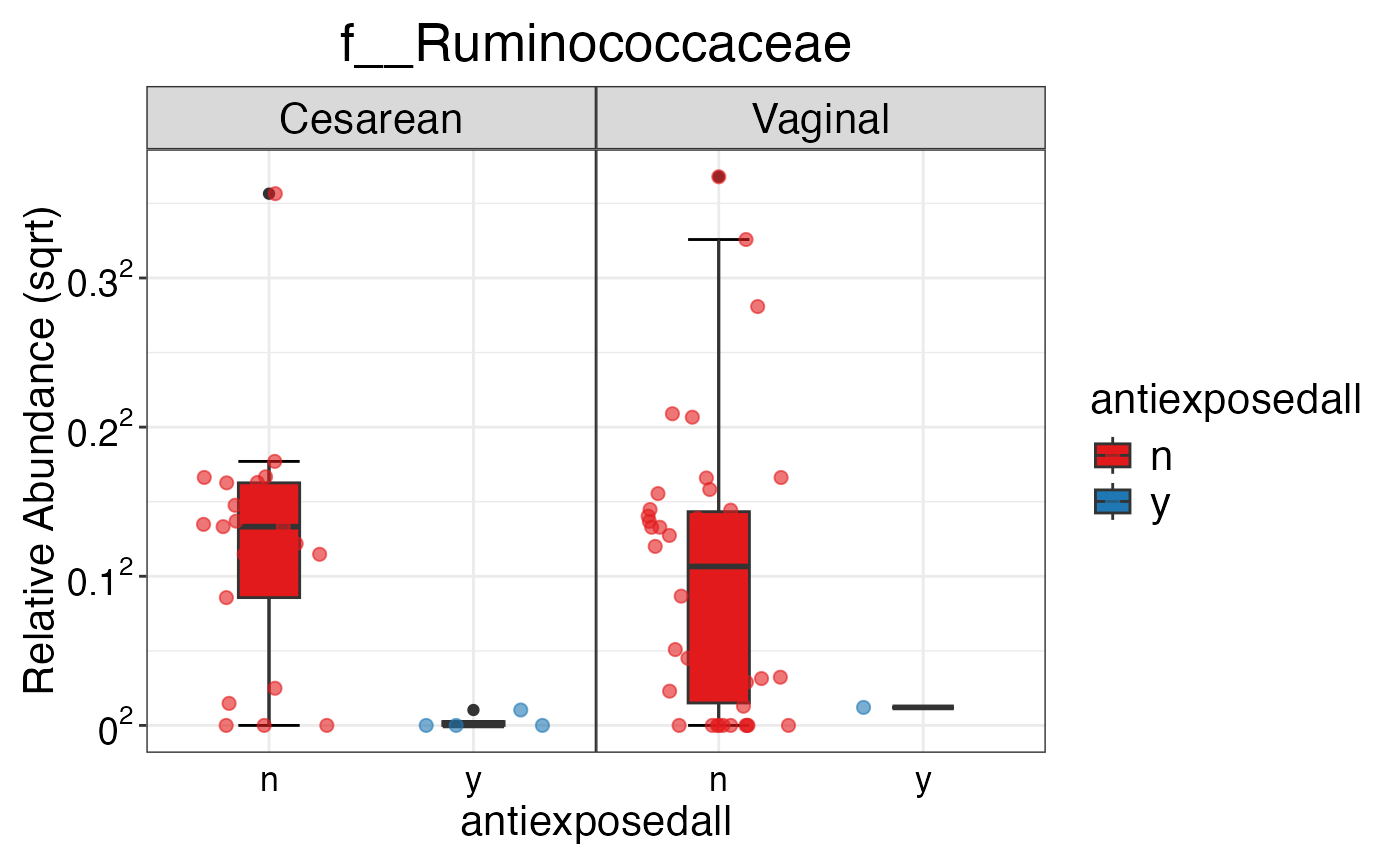 f__Ruminococcaceae
Cesarean Vaginal
Relative Abundance (sqrt)
0.3²
0.2²
0.1²
0²
n y n y
antiexposedall
antiexposedall
n
y